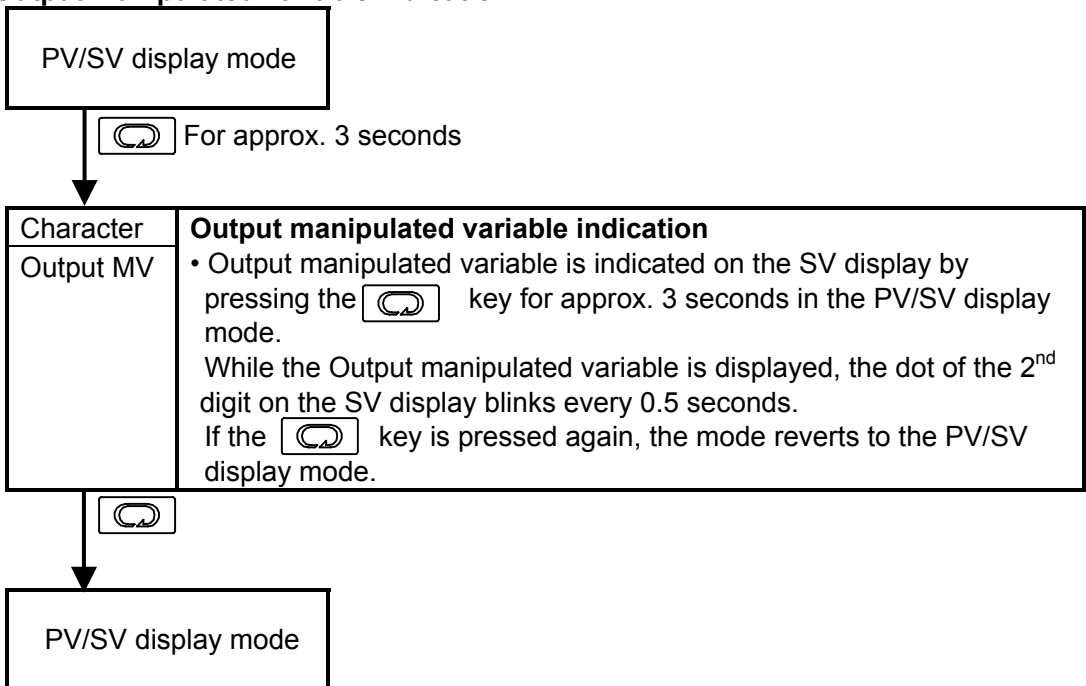 PV/SV display mode
For approx. 3 seconds
Character
Output manipulated variable indication
Output MV
• Output manipulated variable is indicated on the SV display by
pressing the key for approx. 3 seconds in the PV/SV display
mode.
While the Output manipulated variable is displayed, the dot of the 2nd
digit on the SV display blinks every 0.5 seconds.
If the key is pressed again, the mode reverts to the PV/SV
display mode.
PV/SV display mode